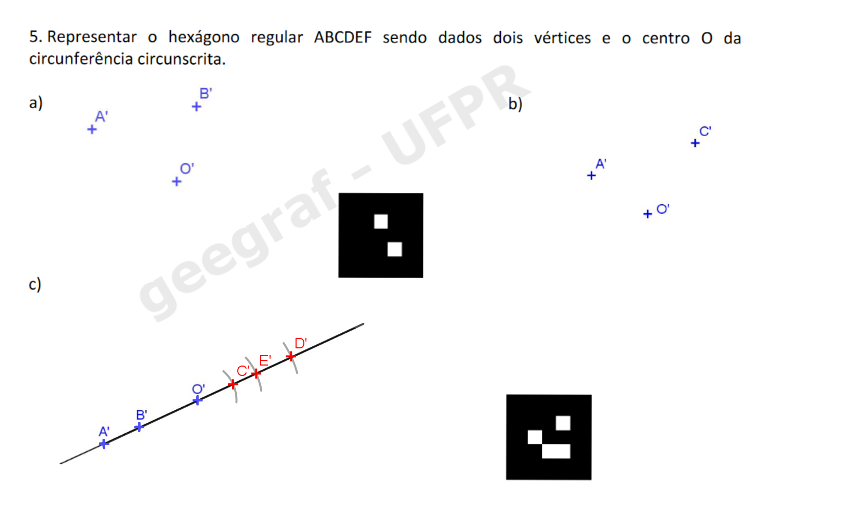 5. Representar o hexágono regular ABCDEF sendo dados dois vértices e o centro O da
circunferência circunscrita.
a)
A'
B'
O'
b)
A'
C'
O'
geegraf - UFPR
c)
A'
B'
O'
C'
E'
D'